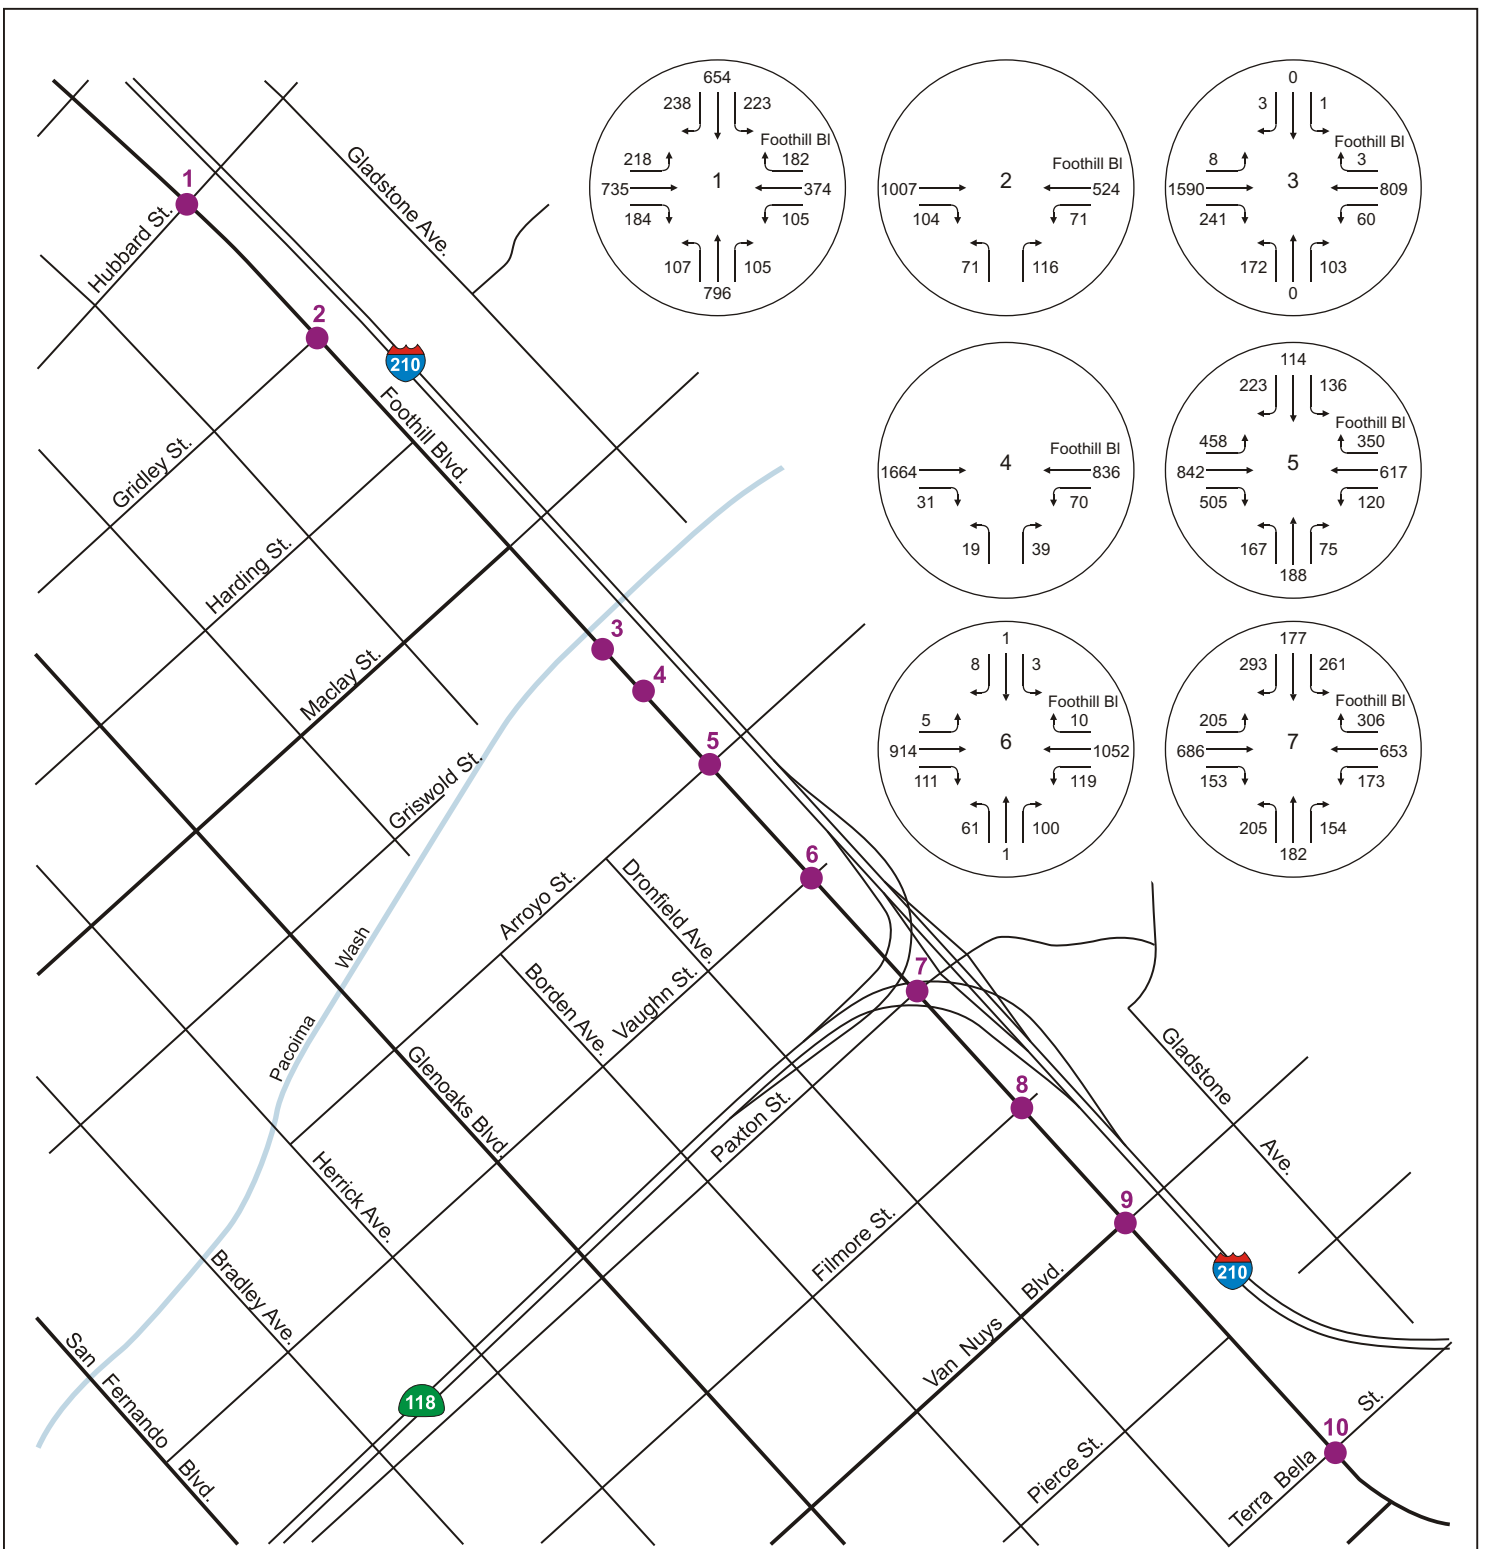 654
238 223
Foothill Bl
218 182
735 1 374
184 105
107 105
796
Foothill Bl
1007 2 524
104 71
71 116
0
3 1
Foothill Bl
8 3
1590 3 809
241 60
172 103
0
Foothill Bl
1664 4 836
31 70
19 39
114
223 136
Foothill Bl
458 350
842 5 617
505 120
167 75
188
1
8 3
Foothill Bl
5 10
914 6 1052
111 119
61 100
1
177
293 261
Foothill Bl
205 306
686 7 653
153 173
205 154
182
1
Hubbard St.
Gladstone Ave.
2
210
Gridley St.
Foothill Blvd.
Harding St.
3
4
Maclay St.
5
Griswold St.
6
Arroyo St.
Dronfield Ave.
Wash
Borden Ave.
Vaughn St.
7
Pacoima
Glenoaks Blvd.
Gladstone
Ave.
8
Paxton St.
Herrick Ave.
9
Filmore St.
Bradley Ave.
210
Van Nuys Blvd.
San Fernando Blvd.
118
10
Pierce St.
Terra Bella St.